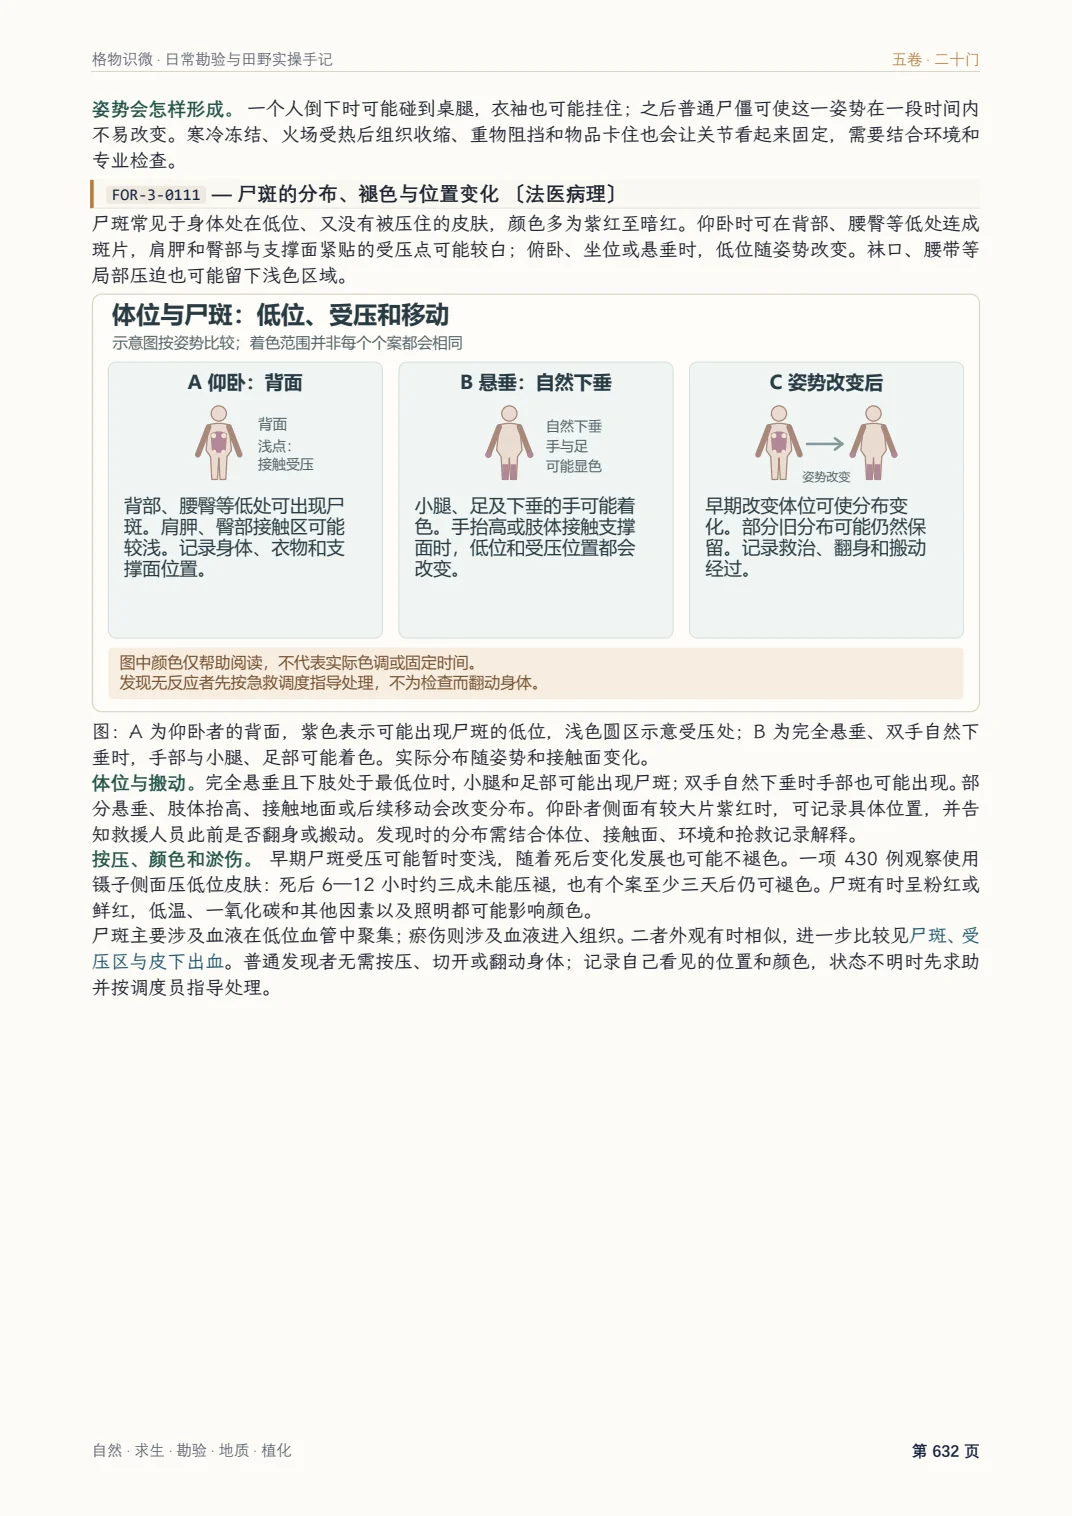 格物识微 · 日常勘验与田野实操手记
五卷 · 二十门
姿势会怎样形成。 一个人倒下时可能碰到桌腿，衣袖也可能挂住；之后普通尸僵可使这一姿势在一段时间内
不易改变。寒冷冻结、火场受热后组织收缩、重物阻挡和物品卡住也会让关节看起来固定，需要结合环境和
专业检查。
FOR-3-0111 — 尸斑的分布、褪色与位置变化 〔法医病理〕
尸斑常见于身体处在低位、又没有被压住的皮肤，颜色多为紫红至暗红。仰卧时可在背部、腰臀等低处连成
斑片，肩胛和臀部与支撑面紧贴的受压点可能较白；俯卧、坐位或悬垂时，低位随姿势改变。袜口、腰带等
局部压迫也可能留下浅色区域。
体位与尸斑：低位、受压和移动
示意图按姿势比较；着色范围并非每个个案都会相同
A 仰卧：背面
背面
浅点：
接触受压
背部、腰臀等低处可出现尸
斑。肩胛、臀部接触区可能
较浅。记录身体、衣物和支
撑面位置。
B 悬垂：自然下垂
自然下垂
手与足
可能显色
小腿、足及下垂的手可能着
色。手抬高或肢体接触支撑
面时，低位和受压位置都会
改变。
C 姿势改变后
姿势改变
早期改变体位可使分布变
化。部分旧分布可能仍然保
留。记录救治、翻身和搬动
经过。
图中颜色仅帮助阅读，不代表实际色调或固定时间。
发现无反应者先按急救调度指导处理，不为检查而翻动身体。
图：A 为仰卧者的背面，紫色表示可能出现尸斑的低位，浅色圆区示意受压处；B 为完全悬垂、双手自然下
垂时，手部与小腿、足部可能着色。实际分布随姿势和接触面变化。
体位与搬动。完全悬垂且下肢处于最低位时，小腿和足部可能出现尸斑；双手自然下垂时手部也可能出现。部
分悬垂、肢体抬高、接触地面或后续移动会改变分布。仰卧者侧面有较大片紫红时，可记录具体位置，并告
知救援人员此前是否翻身或搬动。发现时的分布需结合体位、接触面、环境和抢救记录解释。
按压、颜色和淤伤。 早期尸斑受压可能暂时变浅，随着死后变化发展也可能不褪色。一项 430 例观察使用
镊子侧面压低位皮肤：死后 6—12 小时约三成未能压褪，也有个案至少三天后仍可褪色。尸斑有时呈粉红或
鲜红，低温、一氧化碳和其他因素以及照明都可能影响颜色。
尸斑主要涉及血液在低位血管中聚集；瘀伤则涉及血液进入组织。二者外观有时相似，进一步比较见尸斑、受
压区与皮下出血。普通发现者无需按压、切开或翻动身体；记录自己看见的位置和颜色，状态不明时先求助
并按调度员指导处理。
自然 · 求生 · 勘验 · 地质 · 植化
第 632 页